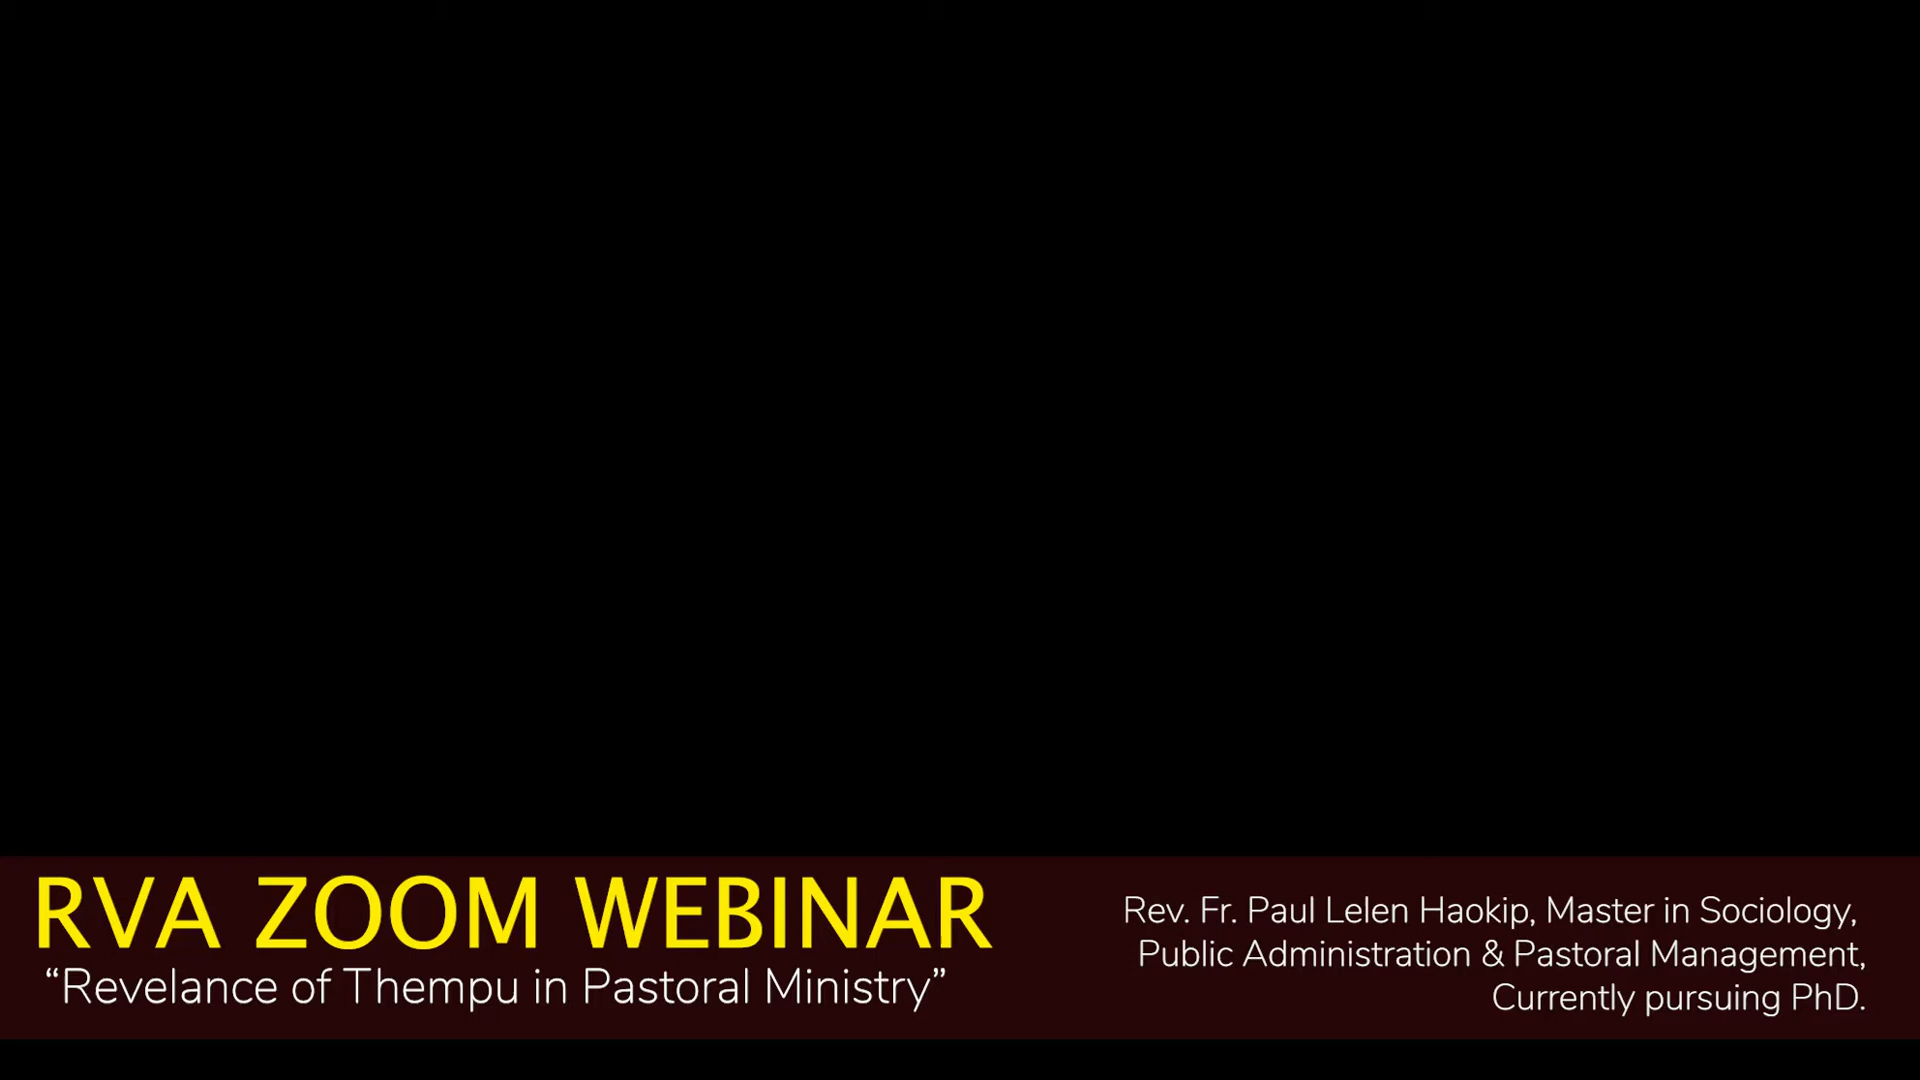 RVA ZOOM WEBINAR
“Revelance of Thempu in Pastoral Ministry”
Rev. Fr. Paul Lelen Haokip, Master in Sociology,
Public Administration & Pastoral Management,
Currently pursuing PhD.